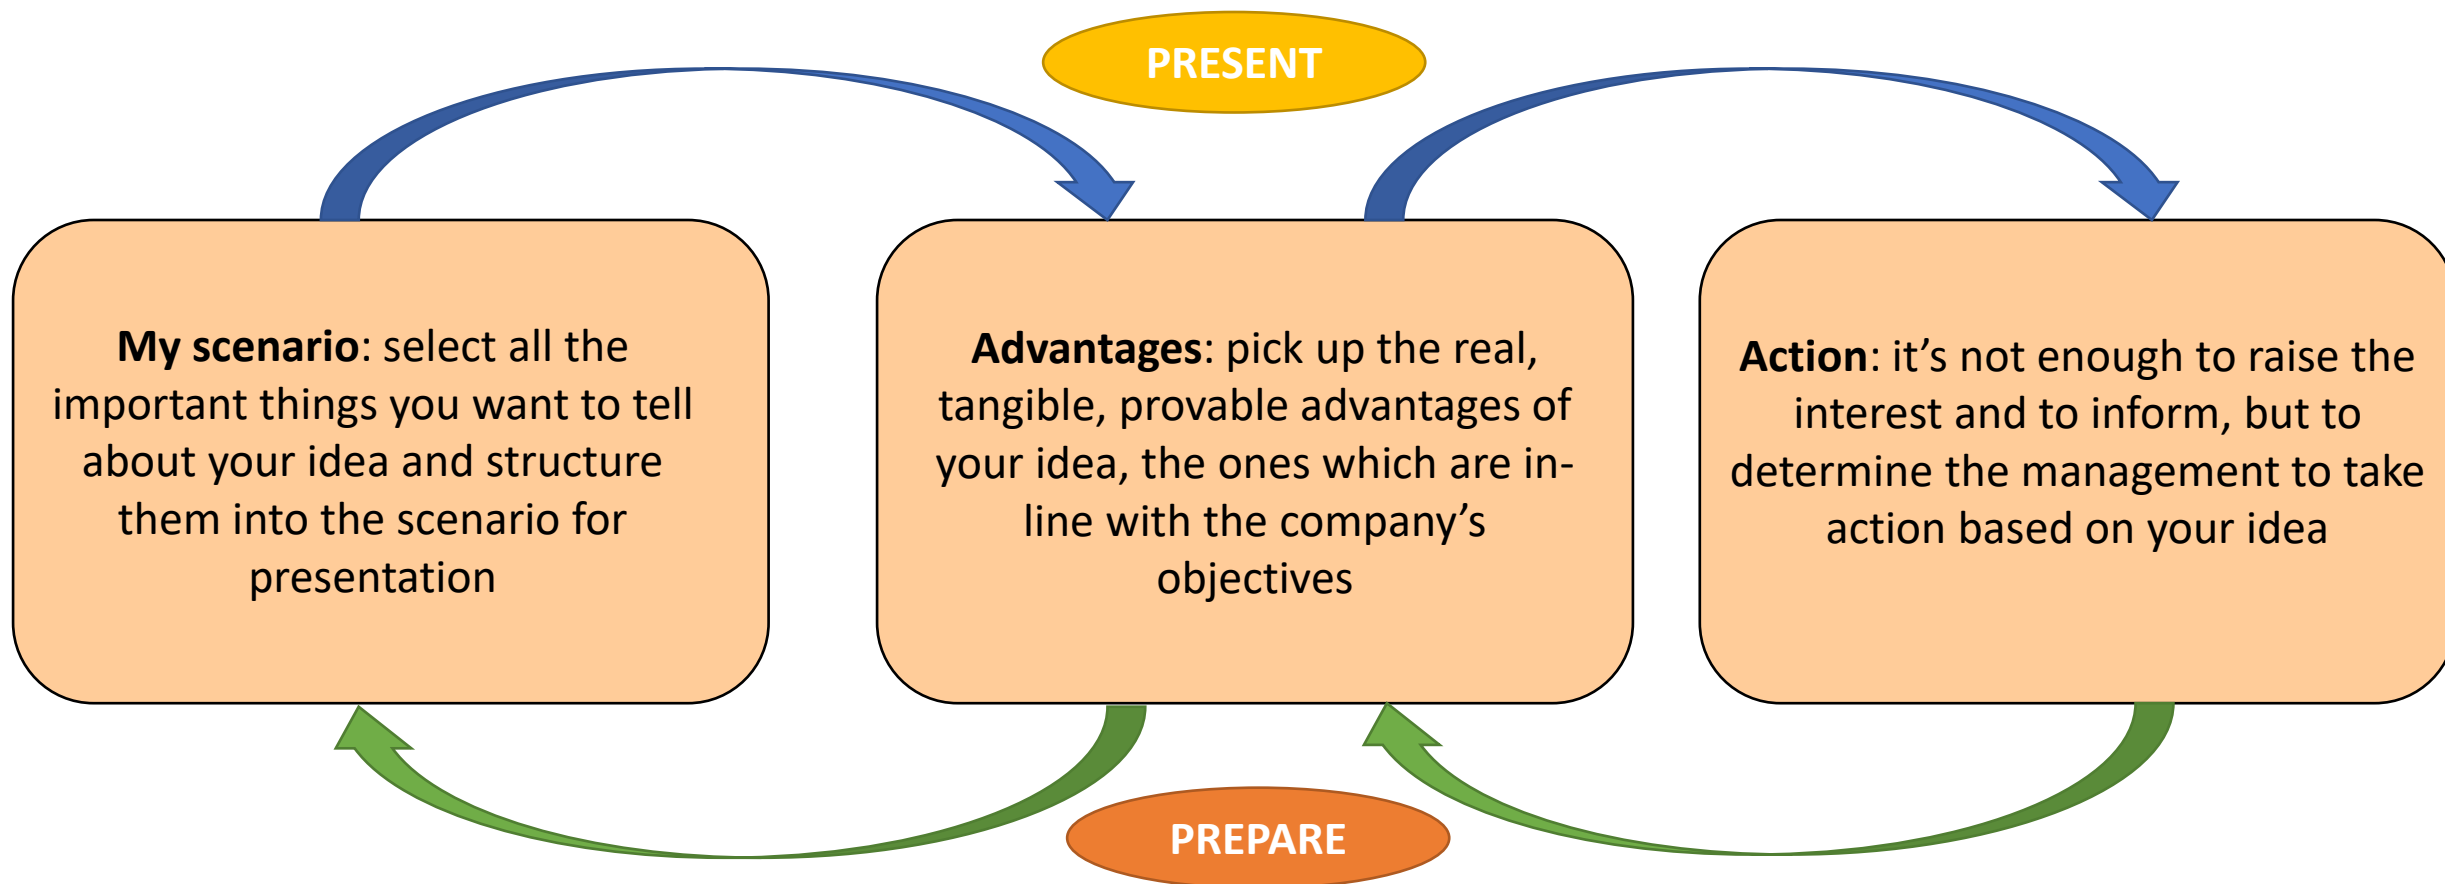 PRESENT
My scenario: select all the
important things you want to tell
about your idea and structure
them into the scenario for
presentation
Advantages: pick up the real,
tangible, provable advantages of
your idea, the ones which are in-
line with the company’s
objectives
Action: it’s not enough to raise the
interest and to inform, but to
determine the management to take
action based on your idea
PREPARE